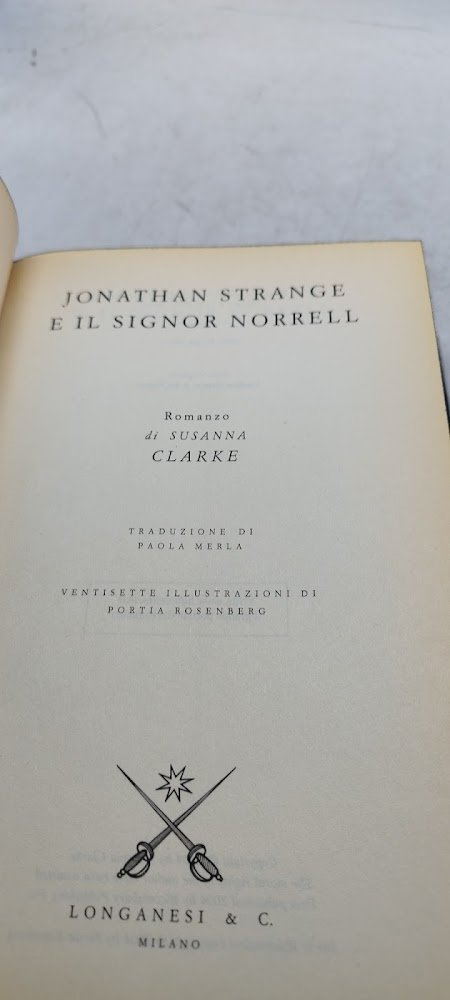 JONATHAN STRANGE
E IL SIGNOR NORRELL
Romanzo
di SUSANNA
CLARKE
TRADUZIONE DI
PAOLA MERLA
VENTISETTE ILLUSTRAZIONI DI
PORTIA ROSENBERG
LONGANESI & C.
MILANO